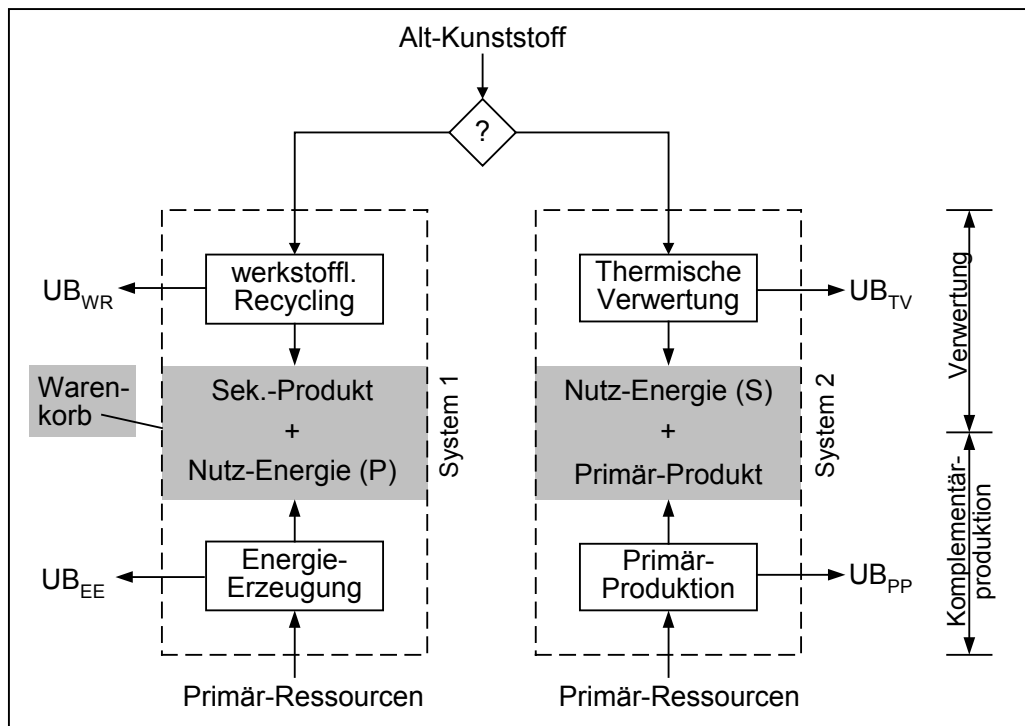 Alt-Kunststoff
?
werkstoffl.
Recycling
UB_WR
Thermische
Verwertung
UB_TV
Verwertung
Waren-
korb
Sek.-Produkt
+
Nutz-Energie (P)
System 1
Nutz-Energie (S)
+
Primär-Produkt
System 2
Energie-
Erzeugung
UB_EE
Primär-
Produktion
UB_PP
Komplementär-
produktion
Primär-Ressourcen
Primär-Ressourcen